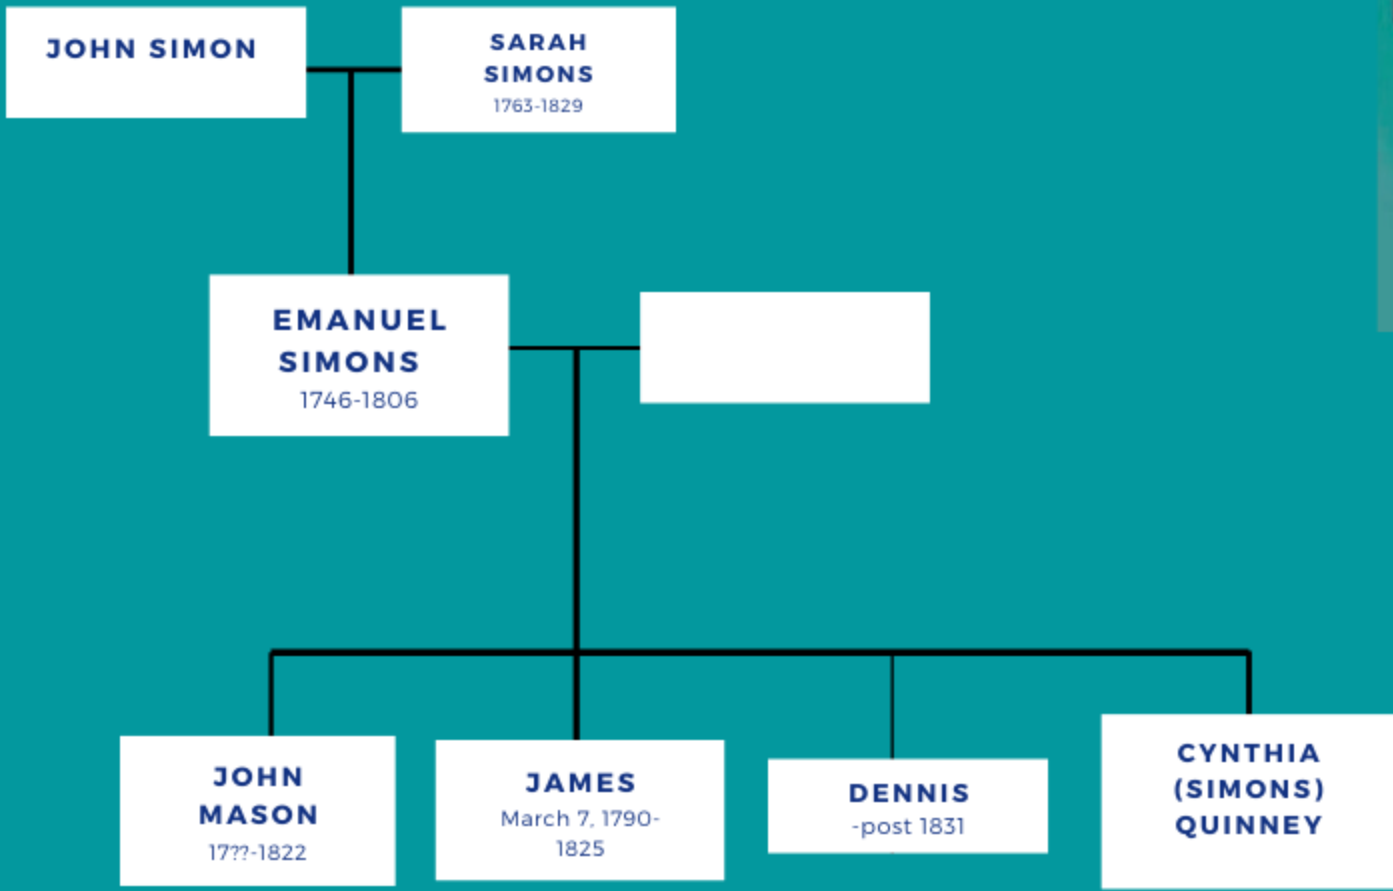 JOHN SIMON
SARAH
SIMONS
1763-1829
EMANUEL
SIMONS
1746-1806
JOHN
MASON
17??-1822
JAMES
March 7, 1790-
1825
DENNIS
-post 1831
CYNTHIA
(SIMONS)
QUINNEY